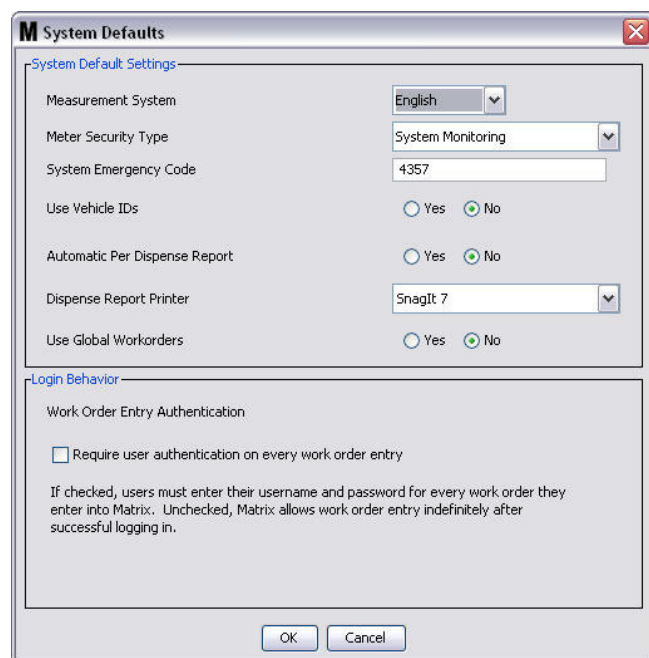 M System Defaults
System Default Settings
Measurement System English
Meter Security Type System Monitoring
System Emergency Code 4357
Use Vehicle IDs Yes No
Automatic Per Dispense Report Yes No
Dispense Report Printer SnagIt 7
Use Global Workorders Yes No
Login Behavior
Work Order Entry Authentication
Require user authentication on every work order entry
If checked, users must enter their username and password for every work order they
enter into Matrix. Unchecked, Matrix allows work order entry indefinitely after
successful logging in.
OK Cancel